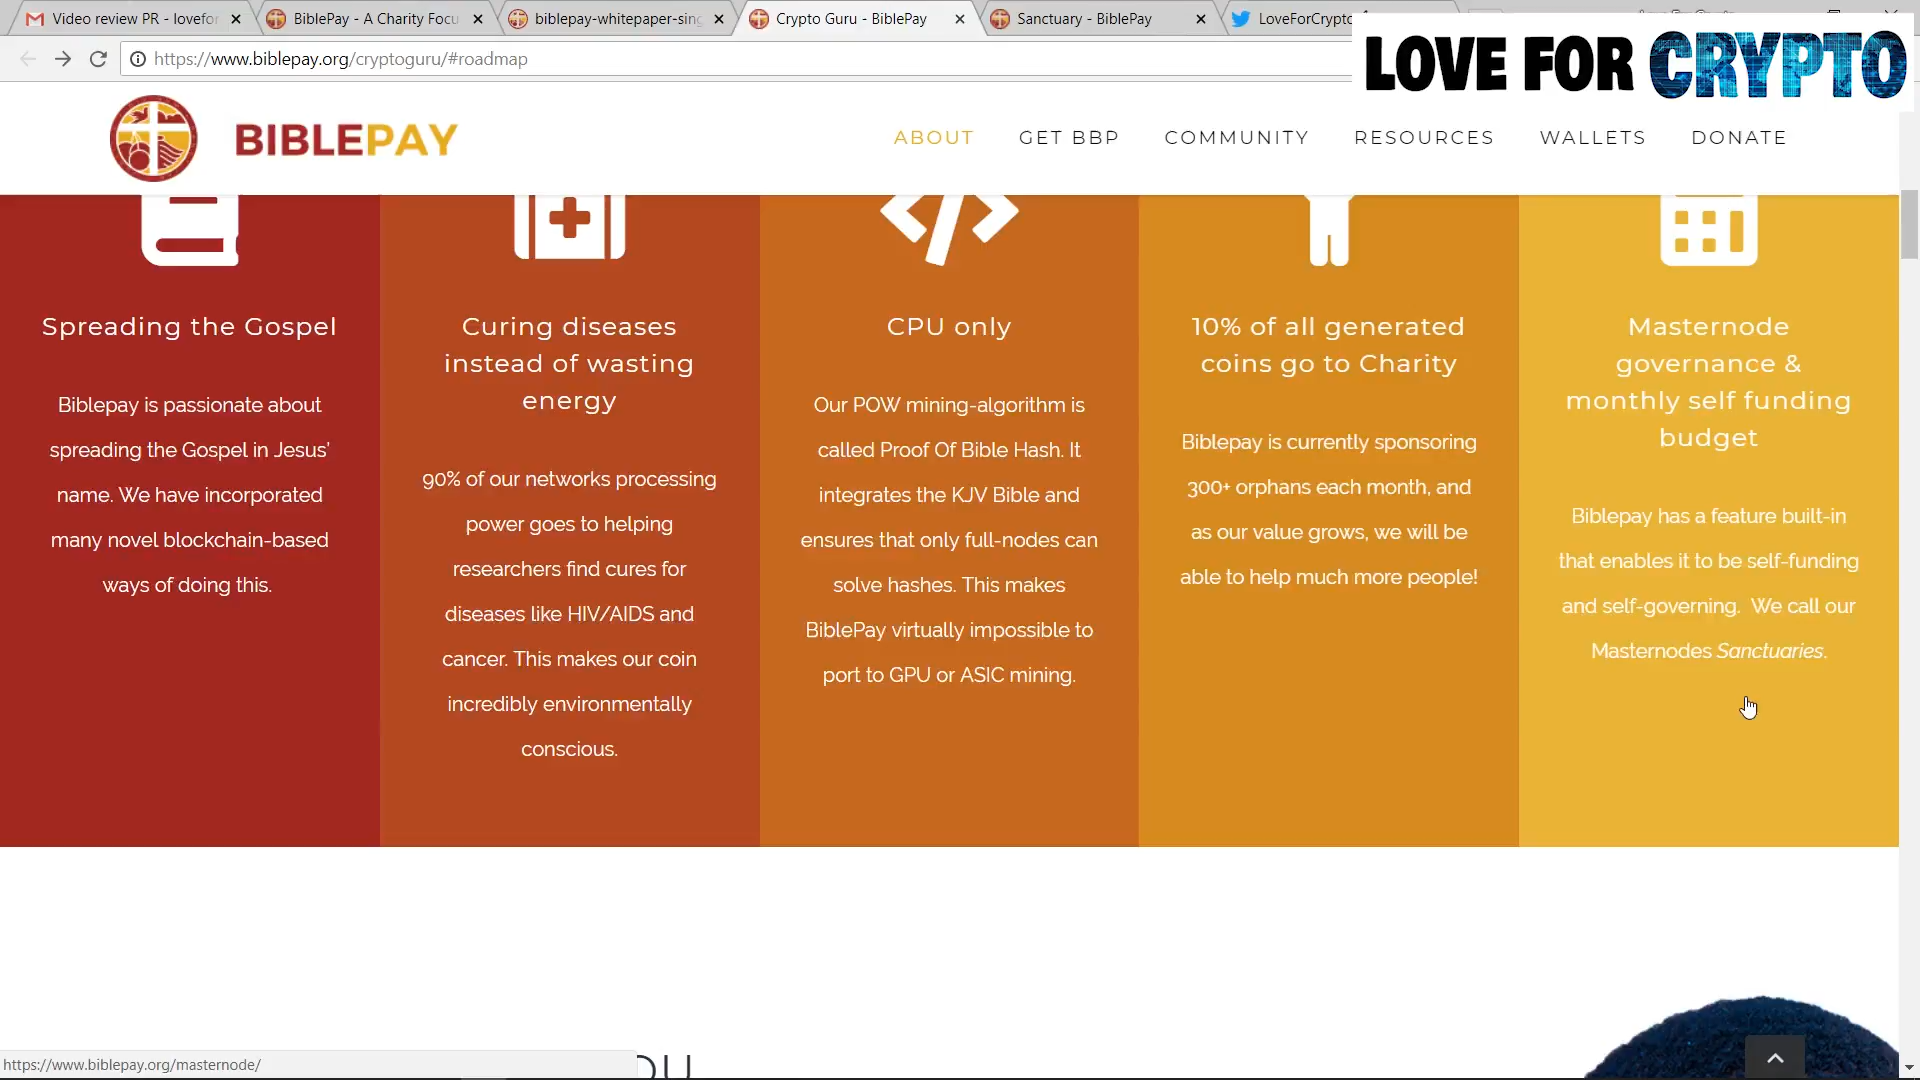 Video review PR - lovefor
BiblePay - A Charity Focu
biblepay-whitepaper-sing
Crypto Guru - BiblePay
Sanctuary - BiblePay
LoveForCrypto
https://www.biblepay.org/cryptoguru/#roadmap
LOVE FOR CRYPTO
BIBLEPAY
ABOUT
GET BBP
COMMUNITY
RESOURCES
WALLETS
DONATE
Spreading the Gospel
Biblepay is passionate about
spreading the Gospel in Jesus'
name. We have incorporated
many novel blockchain-based
ways of doing this.
Curing diseases
instead of wasting
energy
90% of our networks processing
power goes to helping
researchers find cures for
diseases like HIV/AIDS and
cancer. This makes our coin
incredibly environmentally
conscious.
CPU only
Our POW mining-algorithm is
called Proof Of Bible Hash. It
integrates the KJV Bible and
ensures that only full-nodes can
solve hashes. This makes
BiblePay virtually impossible to
port to GPU or ASIC mining.
10% of all generated
coins go to Charity
Biblepay is currently sponsoring
300+ orphans each month, and
as our value grows, we will be
able to help much more people!
Masternode
governance &
monthly self funding
budget
Biblepay has a feature built-in
that enables it to be self-funding
and self-governing.  We call our
Masternodes Sanctuaries.
https://www.biblepay.org/masternode/